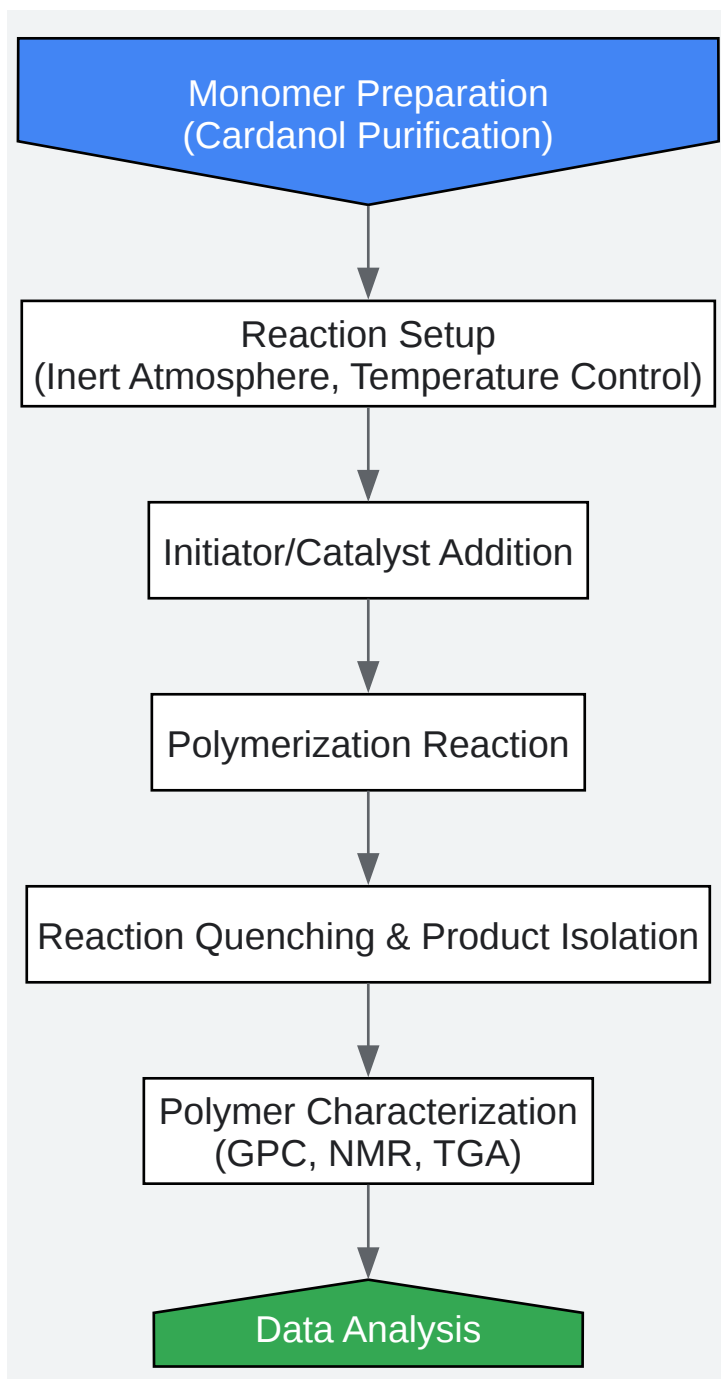 Monomer Preparation
(Cardanol Purification)
Reaction Setup
(Inert Atmosphere, Temperature Control)
Initiator/Catalyst Addition
Polymerization Reaction
Reaction Quenching & Product Isolation
Polymer Characterization
(GPC, NMR, TGA)
Data Analysis